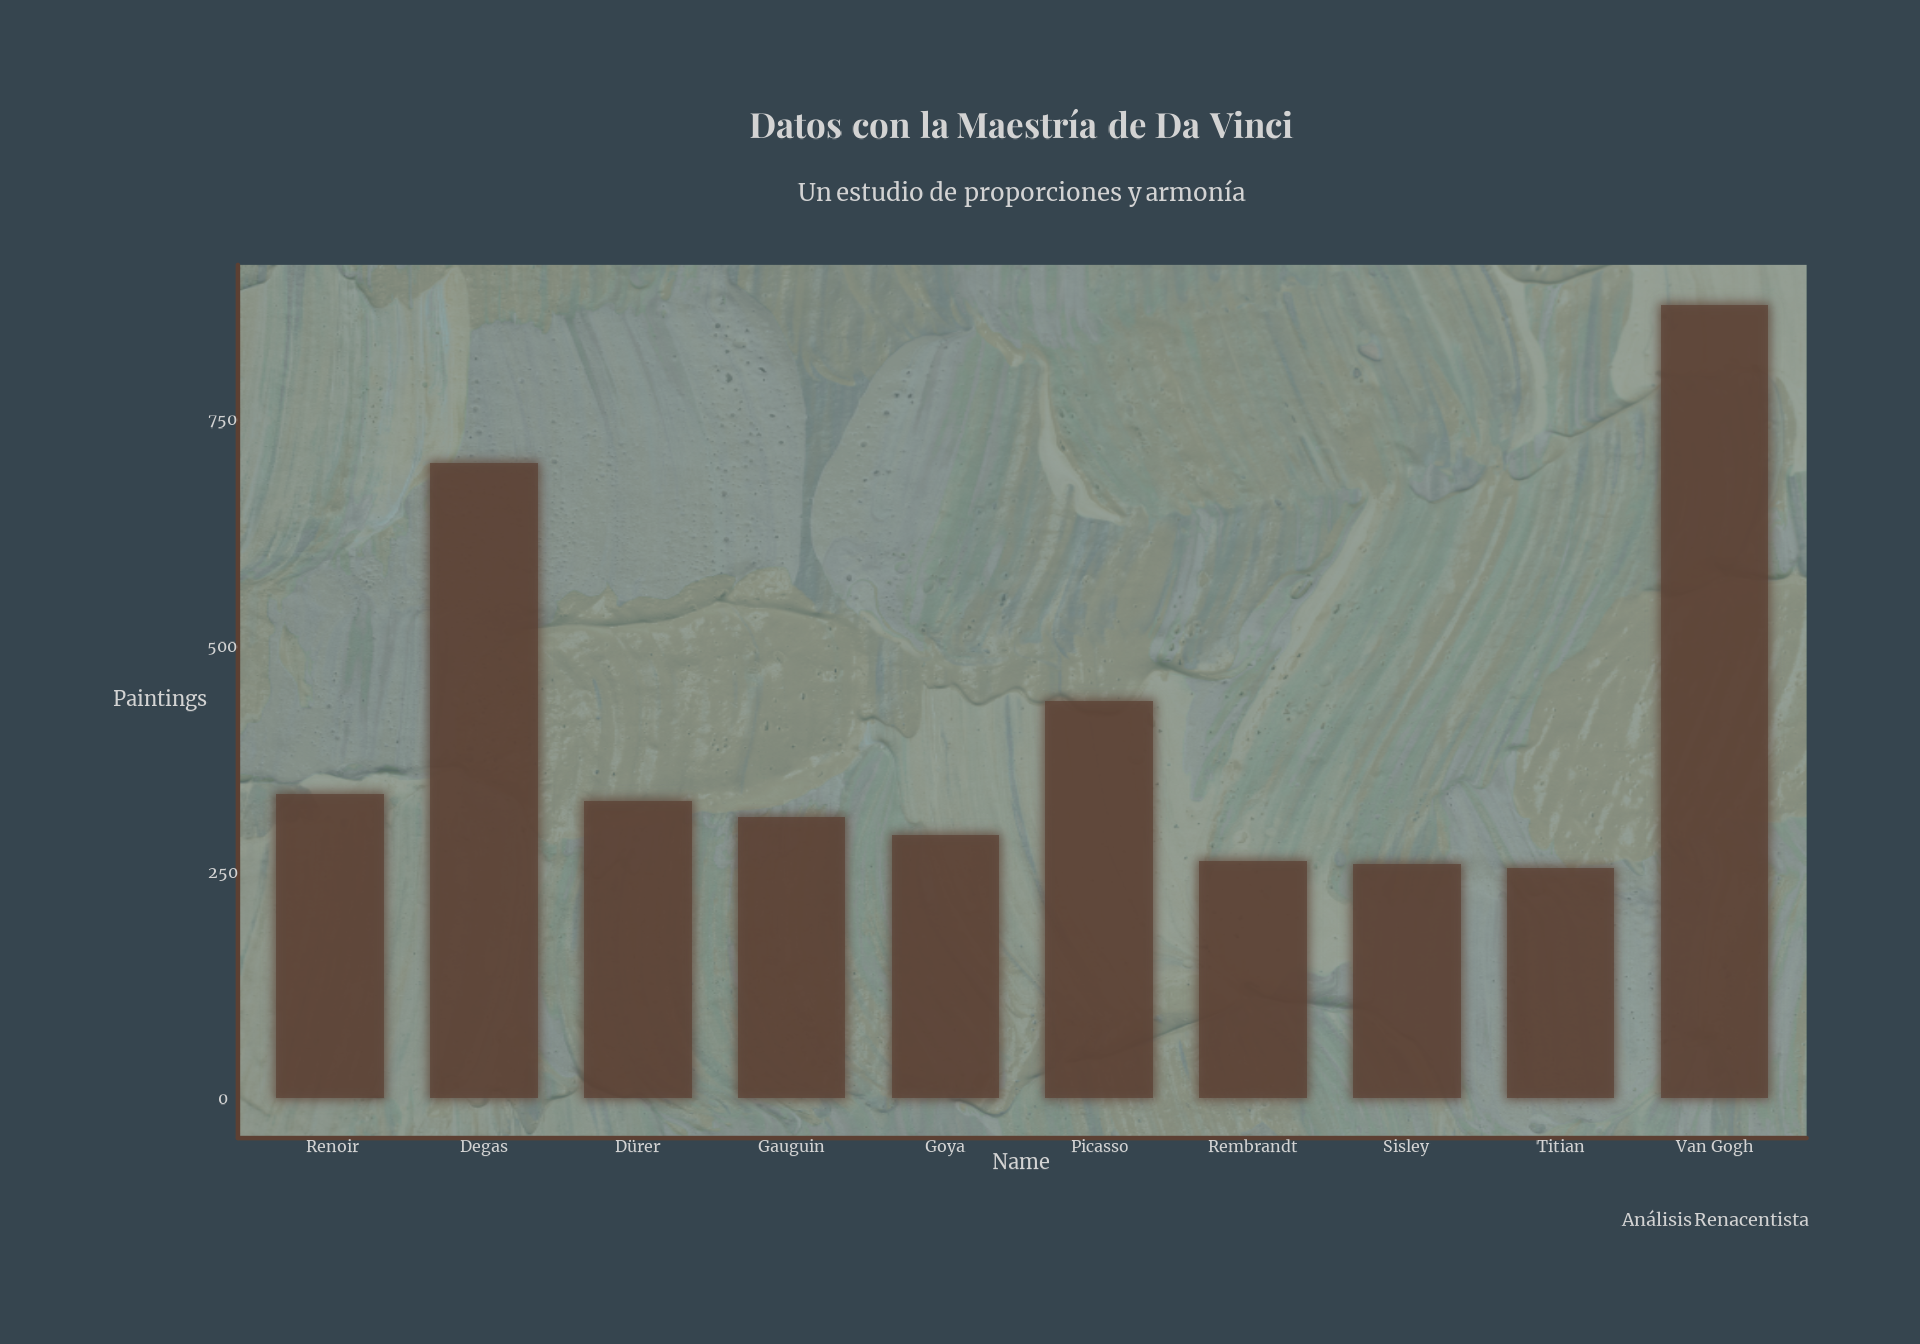 Datos con la Maestría de Da Vinci
Un estudio de proporciones y armonía
750
500
Paintings
250
0
Renoir Degas Dürer Gauguin Goya Picasso Rembrandt Sisley Titian Van Gogh
Name
Análisis Renacentista